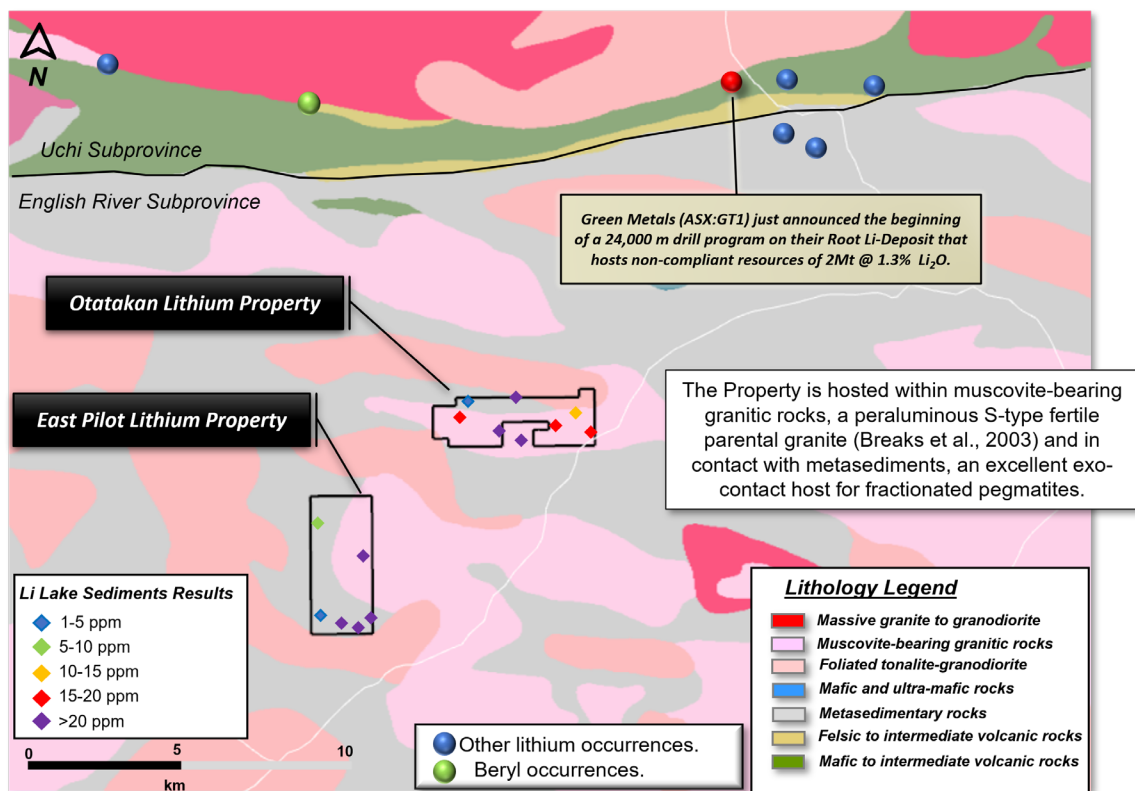 N
Uchi Subprovince
English River Subprovince
Green Metals (ASX:GT1) just announced the beginning
of a 24,000 m drill program on their Root Li-Deposit that
hosts non-compliant resources of 2Mt @ 1.3% Li₂O.
Otatakan Lithium Property
East Pilot Lithium Property
The Property is hosted within muscovite-bearing
granitic rocks, a peraluminous S-type fertile
parental granite (Breaks et al., 2003) and in
contact with metasediments, an excellent exo-
contact host for fractionated pegmatites.
Li Lake Sediments Results
1-5 ppm
5-10 ppm
10-15 ppm
15-20 ppm
>20 ppm
0 5 10
km
Other lithium occurrences.
Beryl occurrences.
Lithology Legend
Massive granite to granodiorite
Muscovite-bearing granitic rocks
Foliated tonalite-granodiorite
Mafic and ultra-mafic rocks
Metasedimentary rocks
Felsic to intermediate volcanic rocks
Mafic to intermediate volcanic rocks